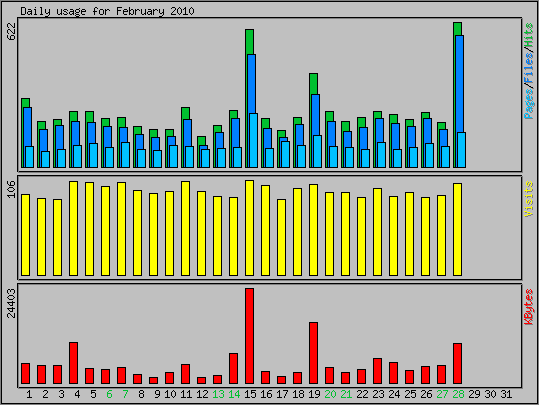 Daily usage for February 2010
622
Pages/Files/Hits
106
Visits
24403
KBytes
1 2 3 4 5 6 7 8 9 10 11 12 13 14 15 16 17 18 19 20 21 22 23 24 25 26 27 28 29 30 31